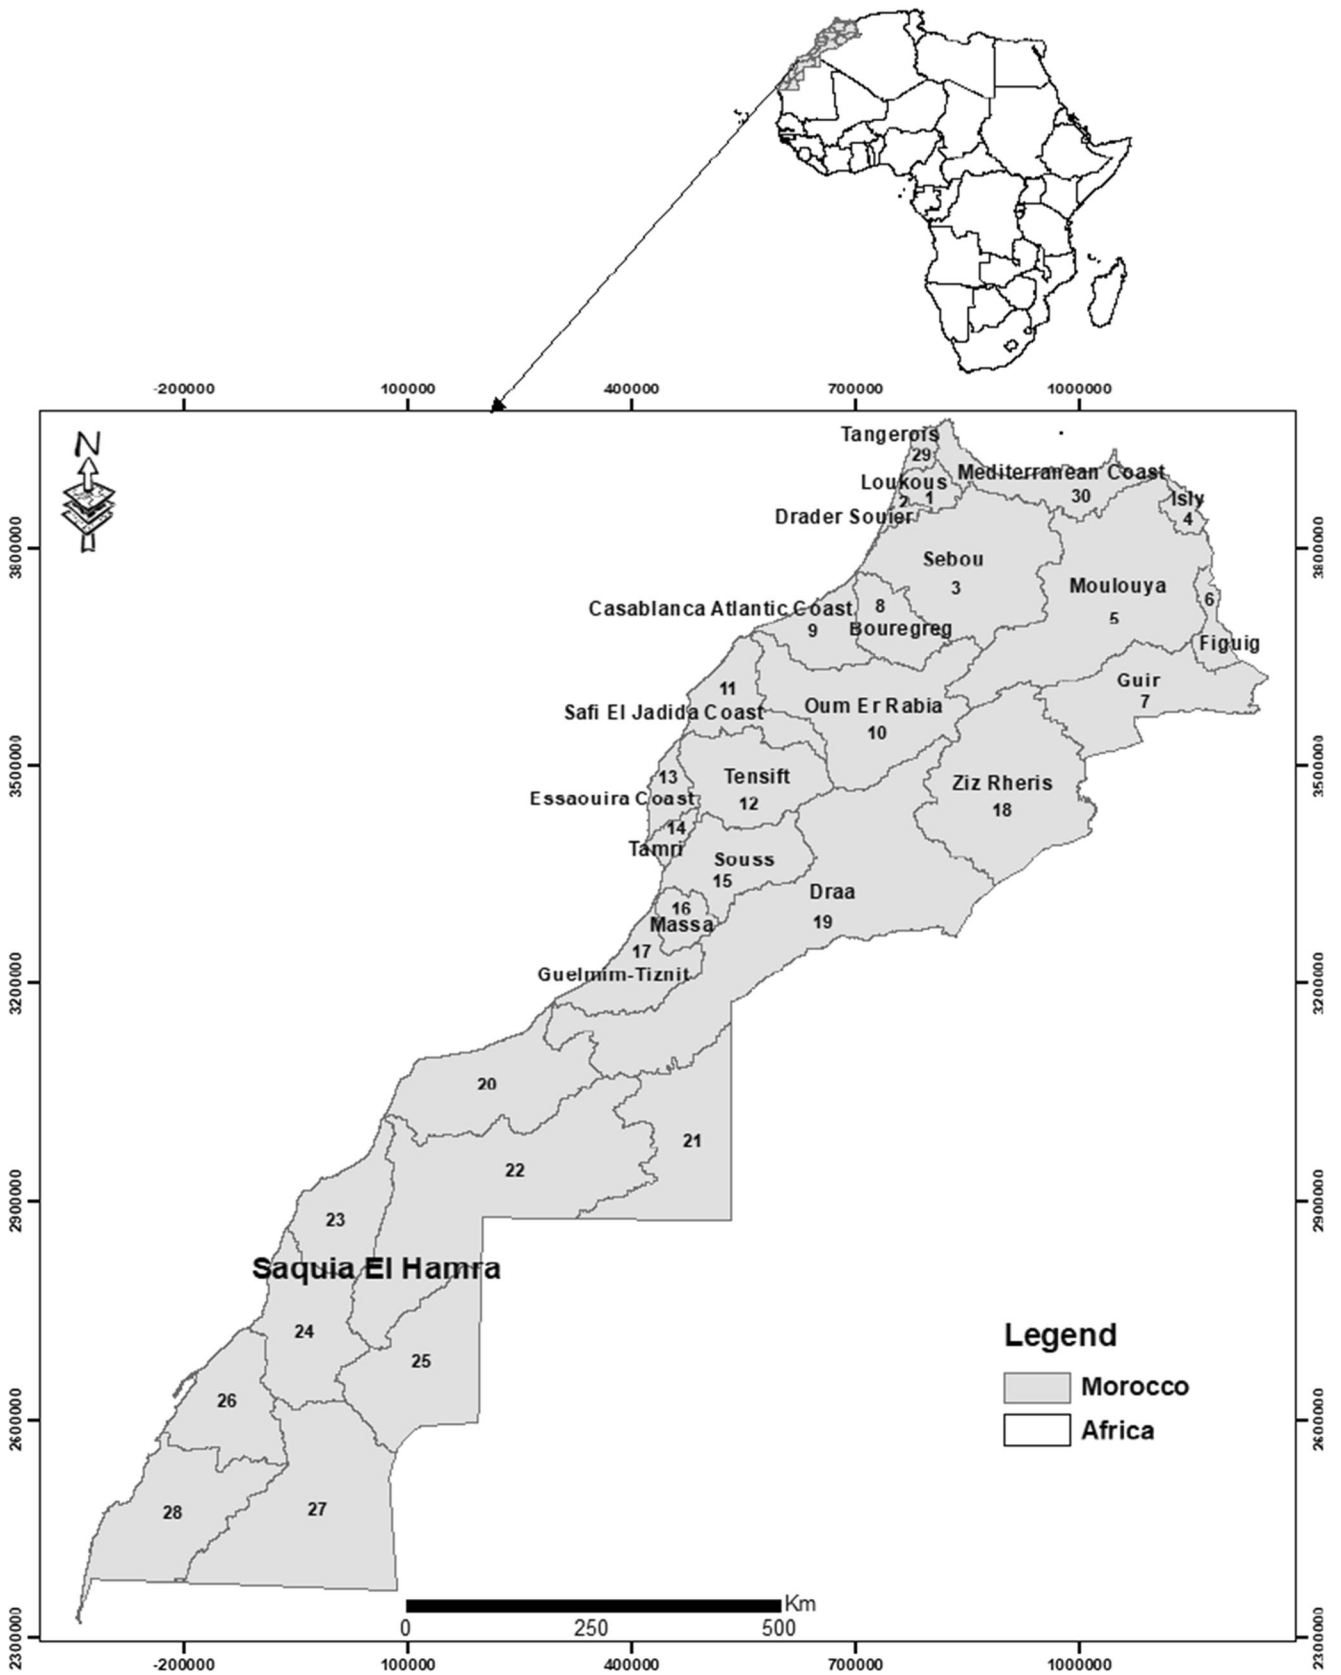 -200000 100000 400000 7000000 1000000
N
Tangerois
29
Mediterranean Coast
30
Loukous
1
2
Isly
4
Drader Souier
3800000
3800000
Sebou
3
Moulouya
5
6
Casablanca Atlantic Coast
9
8
Bouregreg
Figuig
Guir
7
11
Safi El Jadida Coast
Oum Er Rabia
10
3500000
3500000
13
Essaouira Coast
Tensift
12
Ziz Rheris
18
14
Tamri
Souss
15
Draa
19
16
Massa
17
Guelmim-Tiznit
3200000
3200000
20
21
22
2900000
2900000
23
Saquia El Hamra
24
25
26
Legend
Morocco
Africa
2600000
2600000
28
27
Km
0 250 500
2300000
2300000
-200000 100000 400000 700000 1000000